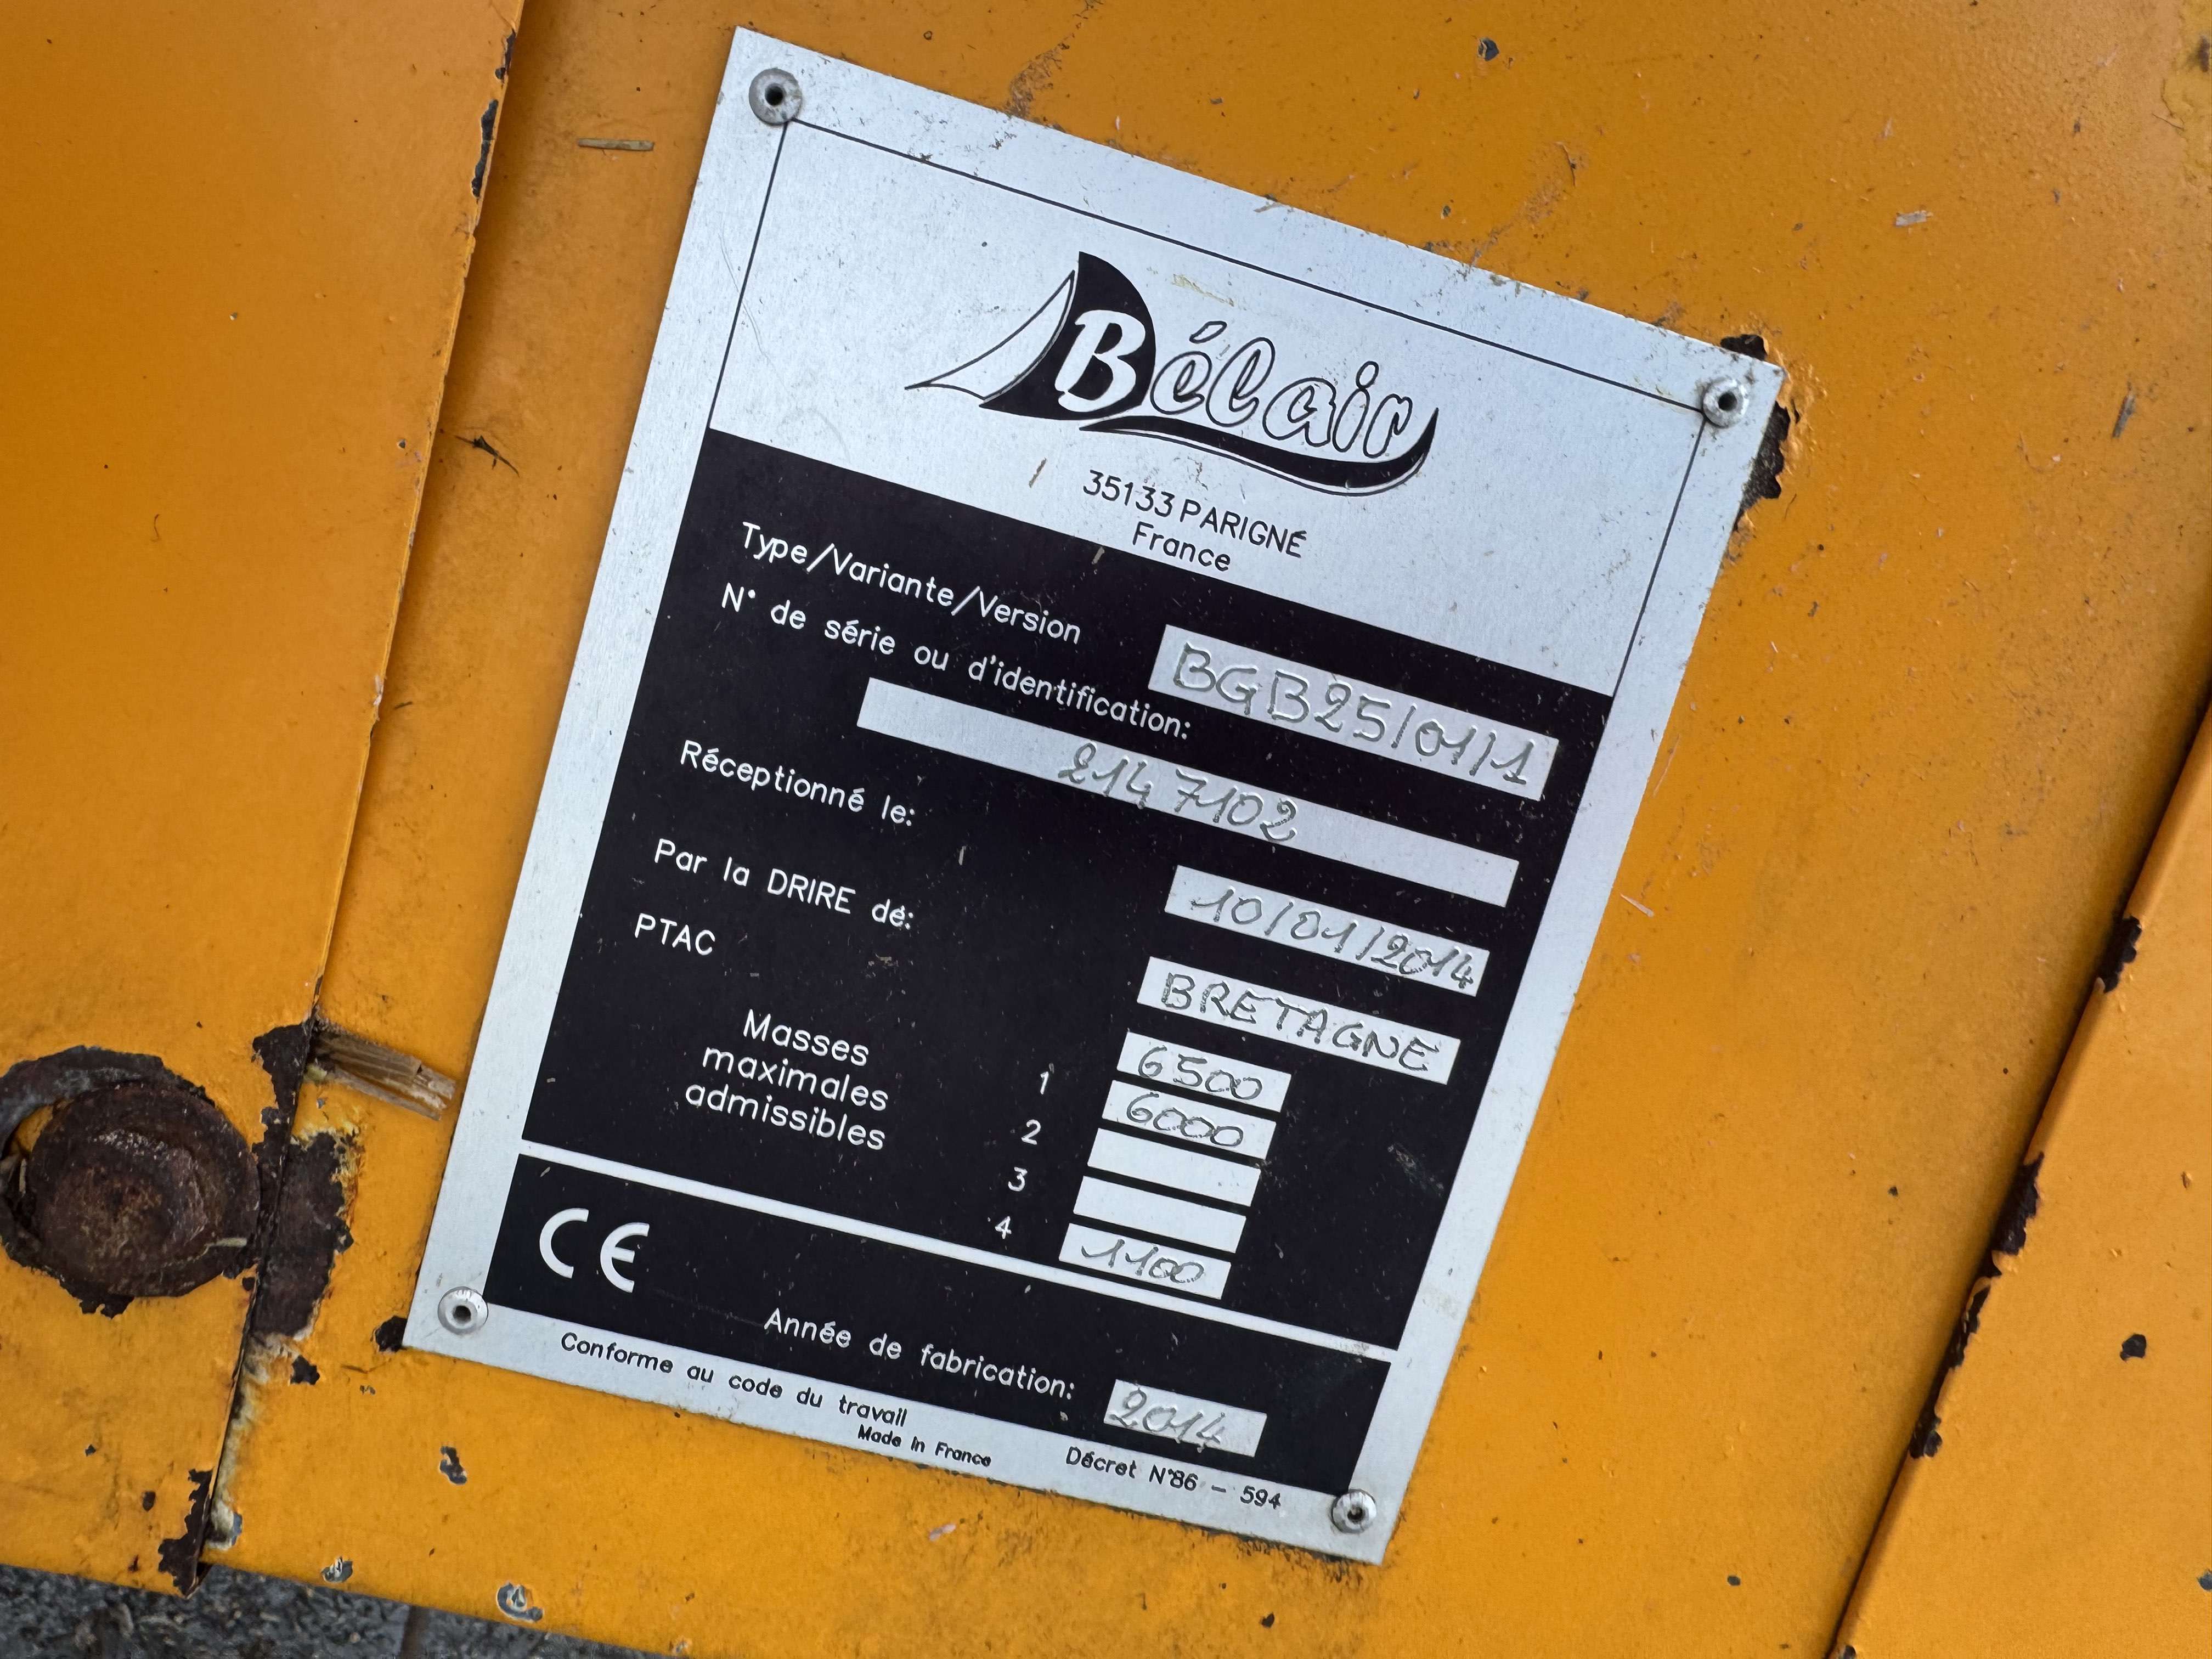 Bélair
35133 PARIGNÉ
France
Type/Variante/Version BGB25/01/1
N° de série ou d'identification:
2147102
Réceptionné le: 10/01/2014
Par la DRIRE de: BRETAGNE
PTAC 6500
Masses
maximales
admissibles
1 6000
2
3
4 1100
CE
Année de fabrication: 2014
Conforme au code du travail Décret N°86 - 594
Made in France